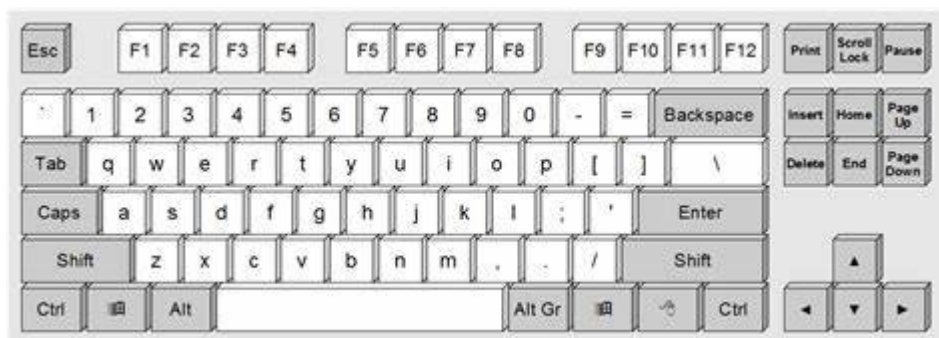 Esc F1 F2 F3 F4 F5 F6 F7 F8 F9 F10 F11 F12 Print Scroll Lock Pause
` 1 2 3 4 5 6 7 8 9 0 - = Backspace Insert Home Page Up
Tab q w e r t y u i o p [ ] \ Delete End Page Down
Caps a s d f g h j k l ; ' Enter
Shift z x c v b n m , . / Shift
Ctrl Alt Alt Gr Ctrl